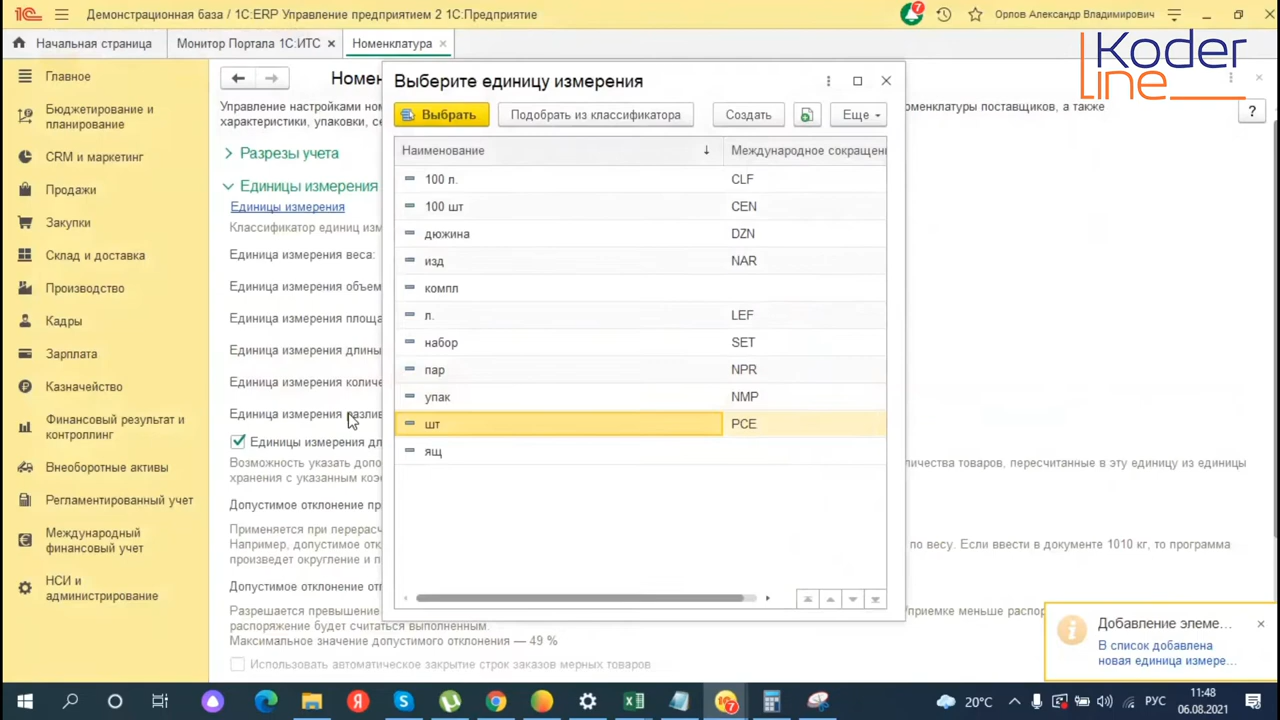 Демонстрационная база / 1С:ERP Управление предприятием 2 1С:Предприятие
7
Орлов Александр Владимирович
Начальная страница
Монитор Портала 1С:ИТС
Номенклатура
Koder
line
Главное
Бюджетирование и
планирование
CRM и маркетинг
Продажи
Закупки
Склад и доставка
Производство
Кадры
Зарплата
Казначейство
Финансовый результат и
контроллинг
Внеоборотные активы
Регламентированный учет
Международный
финансовый учет
НСИ и
администрирование
Номен
Управление настройками ном
оменклатуры поставщиков, а также
характеристики, упаковки, се
?
Разрезы учета
Единицы измерения
Единицы измерения
Классификатор единиц изм
Единица измерения веса:
Единица измерения объем
Единица измерения площа
Единица измерения длины
Единица измерения количе
Единица измерения разлив
Единицы измерения дл
Возможность указать допо
личества товаров, пересчитанные в эту единицу из единицы
хранения с указанным коэ
Допустимое отклонение пр
Применяется при перерасч
Например, допустимое отк
по весу. Если ввести в документе 1010 кг, то программа
произведет округление и п
Допустимое отклонение от
Разрешается превышение
/приемке меньше распор
распоряжение будет считаться выполненным.
Максимальное значение допустимого отклонения — 49 %
Использовать автоматическое закрытие строк заказов мерных товаров
Выберите единицу измерения
Выбрать
Подобрать из классификатора
Создать
Еще
Наименование
Международное сокращен
100 л. CLF
100 шт CEN
дюжина DZN
изд NAR
компл
л. LEF
набор SET
пар NPR
упак NMP
шт PCE
ящ
Добавление элеме...
В список добавлена
новая единица измере...
20°C
РУС
11:48
06.08.2021